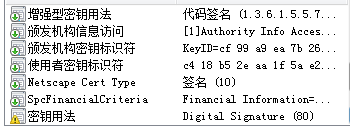 增强型密钥用法 代码签名 (1.3.6.1.5.5.7...
颁发机构信息访问 [1]Authority Info Acces...
颁发机构密钥标识符 KeyID=cf 99 a9 ea 7b 26...
使用者密钥标识符 c4 18 b5 2e aa 1f 5a e2...
Netscape Cert Type 签名 (10)
SpcFinancialCriteria Financial Information=...
密钥用法 Digital Signature (80)